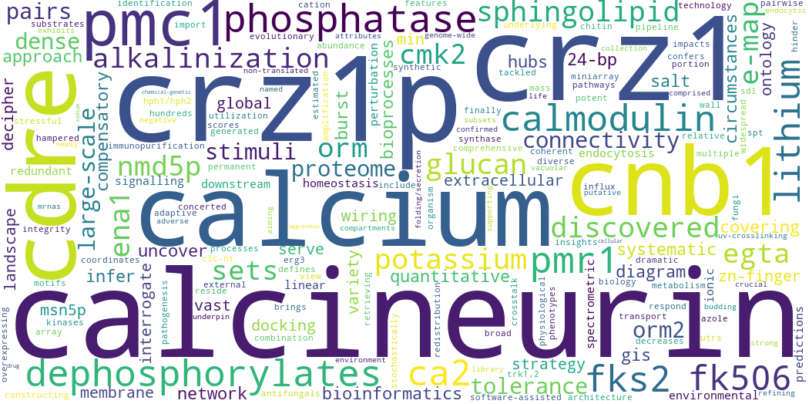 pairs
pmc1
phosphatase
sphingolipid
dense
approach
alkalinization
cmk2
min
hubs
24-bp
e-map
ontology
crz1p
crz1
cdre
decipher
large-scale
compensatory
global
burst
perturbation
bioprocesses
calmodulin
salt
circumstances
lithium
stimuli
orm
connectivity
nmd5p
proteome
glucan
cnb1
redundant
signalling
downstream
homeostasis
extracellular
endocytosis
ena1
calcium
wiring
discovered
covering
landscape
uncover
serve
potassium
pmr1
systematic
egta
infer
sets
linear
variety
quantitative
diagram
zn-finger
msn5p
interrogate
vast
docking
combination
spectrometric
orm2
ionic
calcineurin
gis
predictions
dephosphorylates
ca2
strategy
fks2
fk506
membrane
network
bioinformatics
tolerance
environmental
identification
import
exhibits
evolutionary
abundance
attributes
cation
features
genome-wide
underlying
chitin
pipeline
technology
pairwise
endocytic
non-translated
synthetic
miniarray
pathways
impacts
confers
portion
collection
hinder
stressful
hampered
chemical-genetic
hph1/hph2
negative
named
hundreds
utilization
scores
generated
estimated
amplification
tackled
mass
life
potent
comprised
sdl
widespread
subsets
confirmed
synthase
finally
wall
comprehensive
relative
spt
multiple
immunopurification
permanent
include
folding/secretion
coherent
diverse
vacuolar
influx
putative
mrnas
integrity
adaptive
adverse
concerted
compartments
organism
supporting
fungi
uv-crosslinking
insights
cellular
coordinates
motifs
aiming
processes
cic-nt
erg3
defines
view
external
reside
brings
underpin
pathogenesis
retrieving
redistribution
crosstalk
physiological
phenotypes
broad
dramatic
biology
metabolism
respond
transport
azole
crucial
budding
utrs
strong
decreases
kinases
array
overexpressing
drug
constructing
antifungals
environment
stochastically
library
trk1,2
software-assisted
architecture
refining